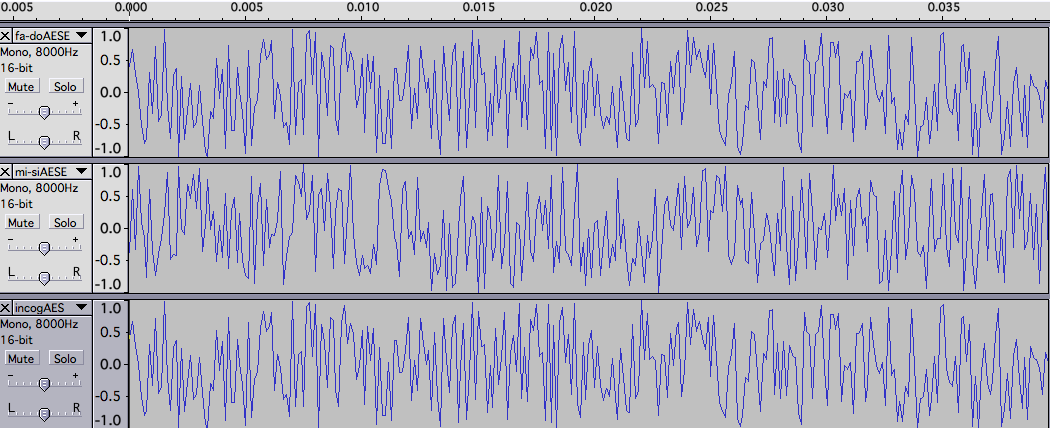 0.005 0.000 0.005 0.010 0.015 0.020 0.025 0.030 0.035
X fa-doAESE ▼ 1.0
Mono, 8000Hz
16-bit 0.5
Mute Solo
- + 0.0
L R -0.5
-1.0
X mi-siAESE ▼ 1.0
Mono, 8000Hz
16-bit 0.5
Mute Solo
- + 0.0
L R -0.5
-1.0
X incogAES ▼ 1.0
Mono, 8000Hz
16-bit 0.5
Mute Solo
- + 0.0
L R -0.5
-1.0